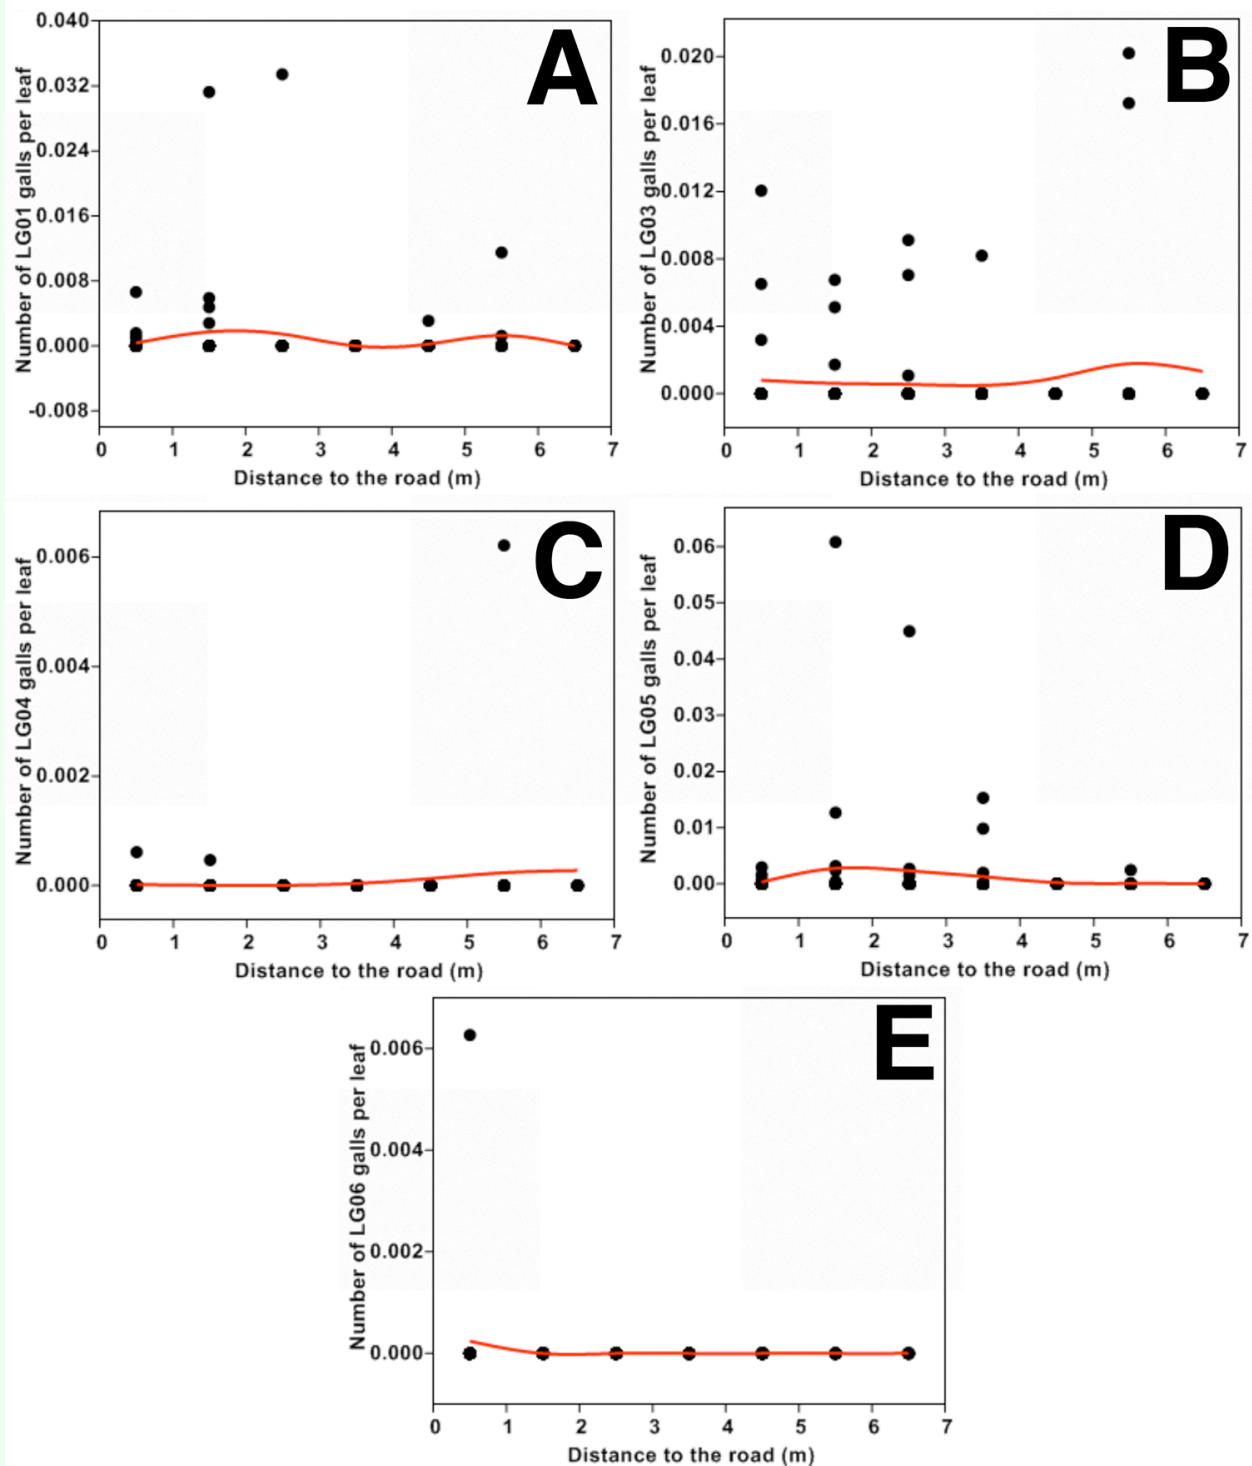 A
Number of LG01 galls per leaf
0.040
0.032
0.024
0.016
0.008
0.000
-0.008
0 1 2 3 4 5 6 7
Distance to the road (m)
B
Number of LG03 galls per leaf
0.020
0.016
0.012
0.008
0.004
0.000
0 1 2 3 4 5 6 7
Distance to the road (m)
C
Number of LG04 galls per leaf
0.006
0.004
0.002
0.000
0 1 2 3 4 5 6 7
Distance to the road (m)
D
Number of LG05 galls per leaf
0.06
0.05
0.04
0.03
0.02
0.01
0.00
0 1 2 3 4 5 6 7
Distance to the road (m)
E
Number of LG06 galls per leaf
0.006
0.004
0.002
0.000
0 1 2 3 4 5 6 7
Distance to the road (m)